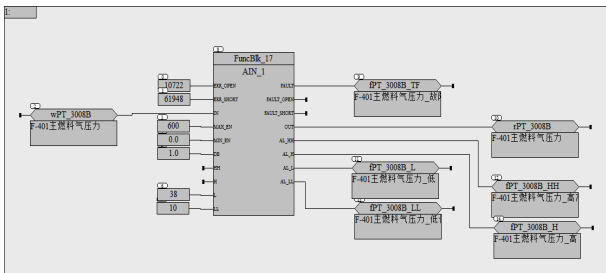 1:
FuncBlk_17
AIN_1
10722
ERR_OPEN
FAULT
fPT_3008B_TF
F-401主燃料气压力_故
61948
ERR_SHORT
FAULT_OPEN
wPT_3008B
F-401主燃料气压力
IN
FAULT_SHORT
600
MAX_EN
OUT
rPT_3008B
F-401主燃料气压力
0.0
MIN_EN
AL_HH
1.0
DB
AL_H
HH
AL_L
fPT_3008B_L
F-401主燃料气压力_低
H
AL_LL
fPT_3008B_HH
F-401主燃料气压力_高
38
L
10
LL
fPT_3008B_LL
F-401主燃料气压力_低
fPT_3008B_H
F-401主燃料气压力_高